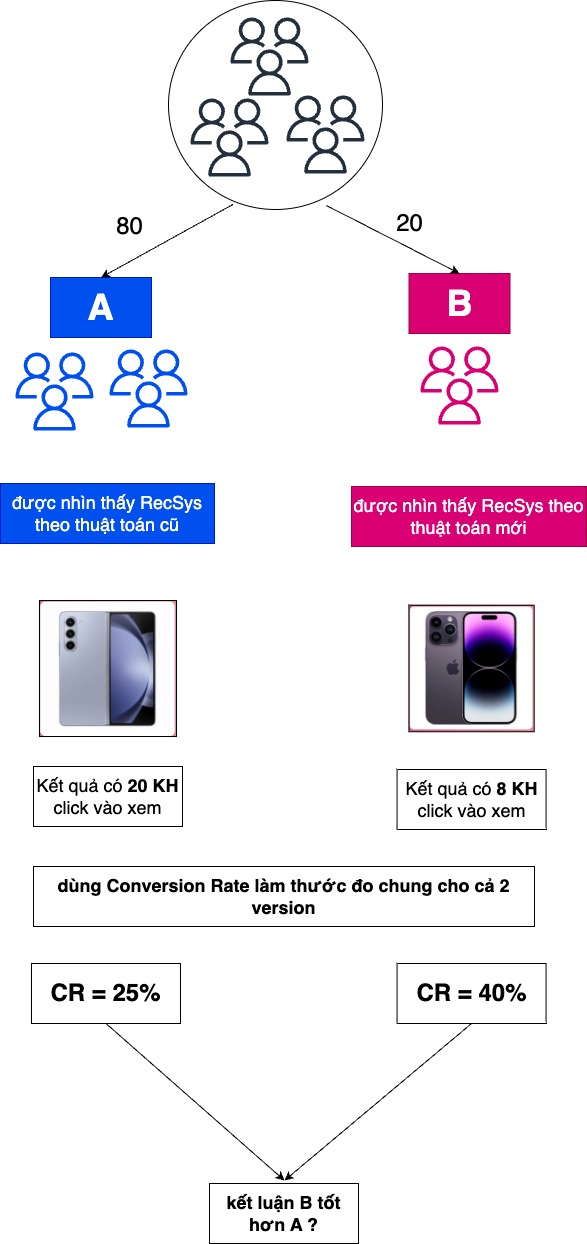 80
20
A
B
được nhìn thấy RecSys
theo thuật toán cũ
được nhìn thấy RecSys theo
thuật toán mới
Kết quả có 20 KH
click vào xem
Kết quả có 8 KH
click vào xem
dùng Conversion Rate làm thước đo chung cho cả 2
version
CR = 25%
CR = 40%
kết luận B tốt
hơn A ?